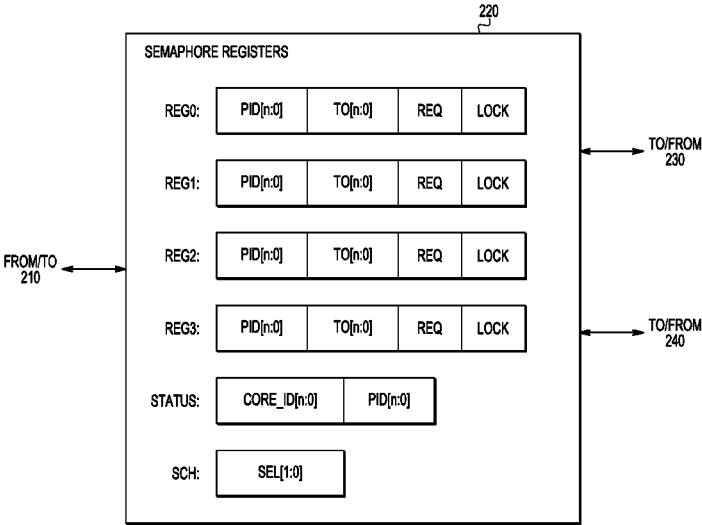 220
SEMAPHORE REGISTERS
REG0: PID[n:0] TO[n:0] REQ LOCK
TO/FROM
230
REG1: PID[n:0] TO[n:0] REQ LOCK
REG2: PID[n:0] TO[n:0] REQ LOCK
FROM/TO
210
REG3: PID[n:0] TO[n:0] REQ LOCK
TO/FROM
240
STATUS: CORE_ID[n:0] PID[n:0]
SCH: SEL[1:0]